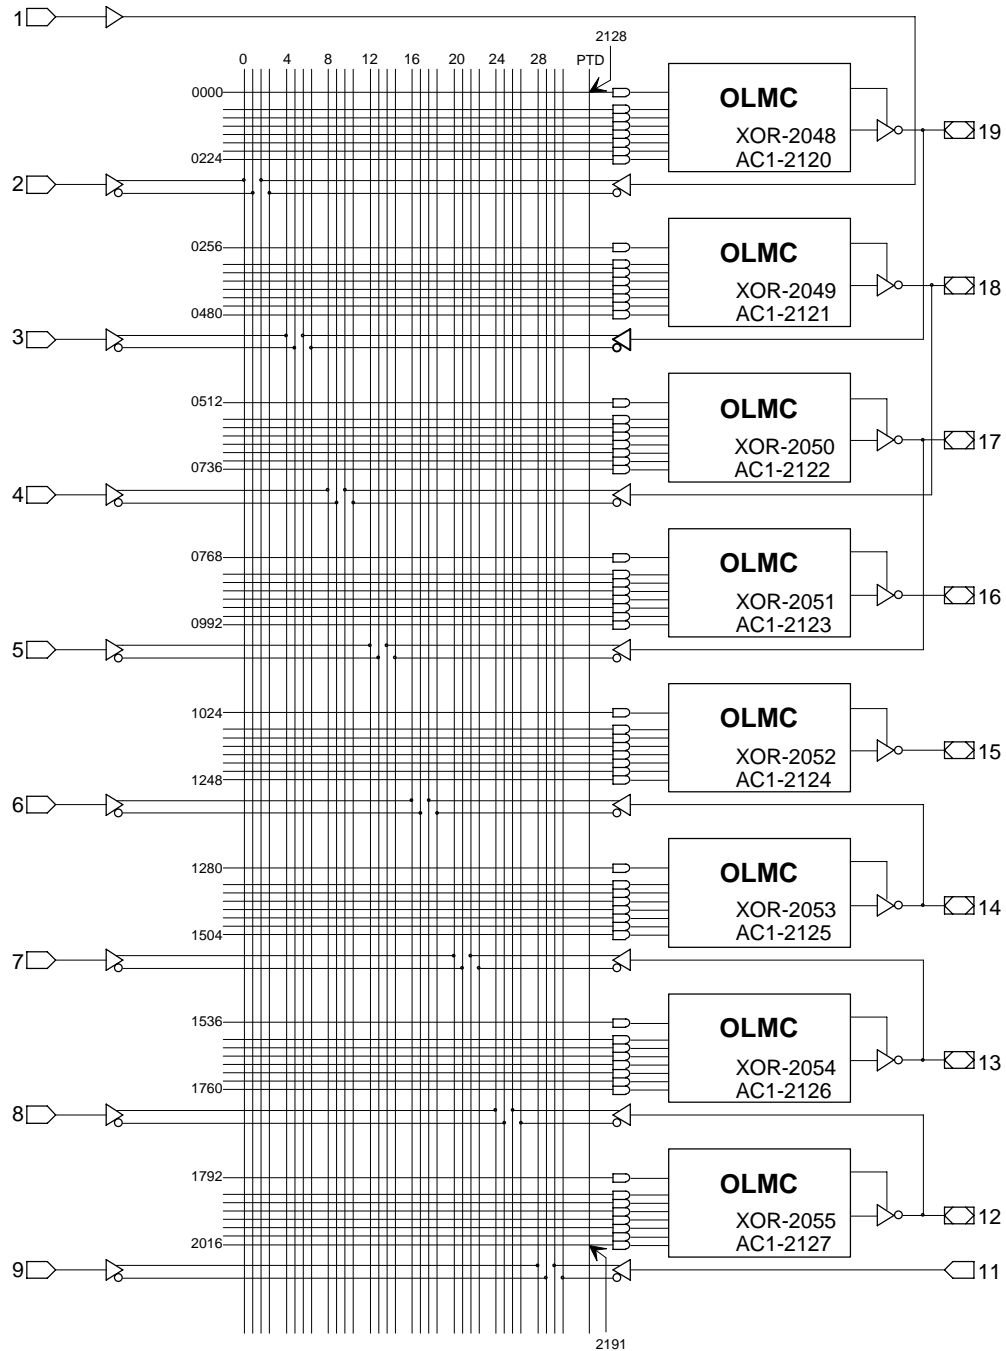 1
2128
0 4 8 12 16 20 24 28 PTD
0000
OLMC
XOR-2048
AC1-2120
19
0224
2
0256
OLMC
XOR-2049
AC1-2121
18
0480
3
0512
OLMC
XOR-2050
AC1-2122
17
0736
4
0768
OLMC
XOR-2051
AC1-2123
16
0992
5
1024
OLMC
XOR-2052
AC1-2124
15
1248
6
1280
OLMC
XOR-2053
AC1-2125
14
1504
7
1536
OLMC
XOR-2054
AC1-2126
13
1760
8
1792
OLMC
XOR-2055
AC1-2127
12
2016
9
11
2191